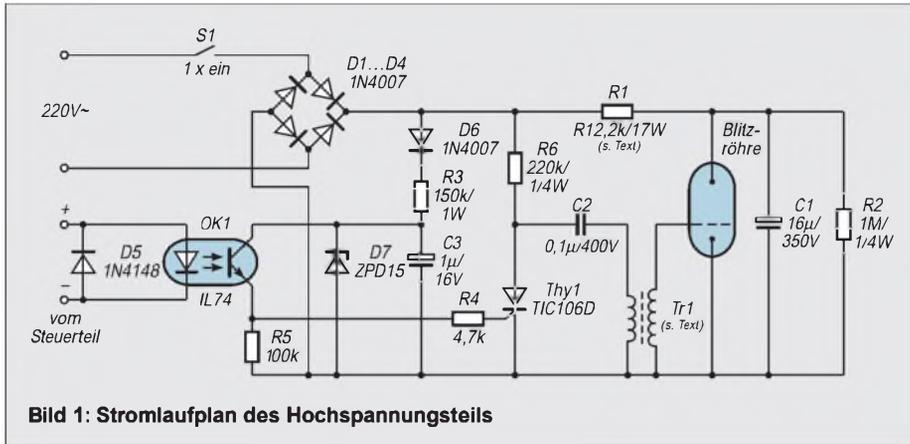 S1
1 x ein
D1...D4
1N4007
220V~
D6
1N4007
R3
150k/
1W
R6
220k/
1/4W
R1
R12,2k/17W
(s. Text)
Blitz-
röhre
C1
16µ/
350V
R2
1M/
1/4W
C2
0,1µ/400V
+
D5
1N4148
–
vom
Steuerteil
OK1
IL74
D7
ZPD15
C3
1µ/
16V
R4
4,7k
Thy1
TIC106D
Tr1
(s. Text)
R5
100k
Bild 1: Stromlaufplan des Hochspannungsteils